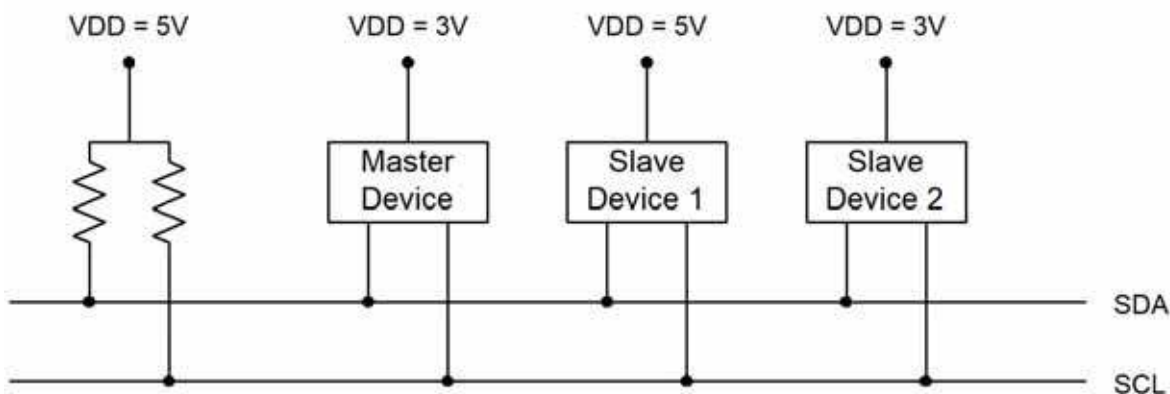 VDD = 5V
VDD = 3V
VDD = 5V
VDD = 3V
Master
Device
Slave
Device 1
Slave
Device 2
SDA
SCL